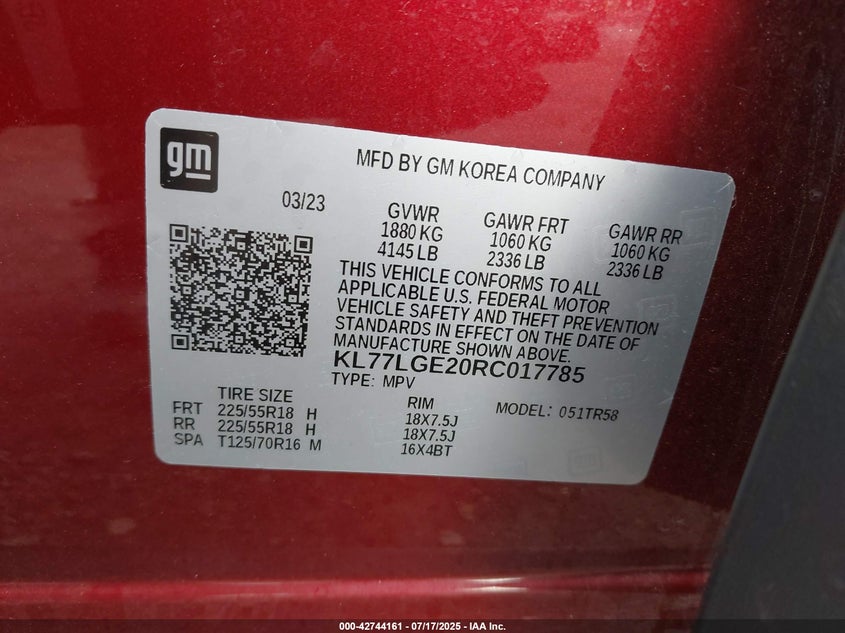 gm
MFD BY GM KOREA COMPANY
03/23
GVWR GAWR FRT GAWR RR
1880 KG 1060 KG 1060 KG
4145 LB 2336 LB 2336 LB
THIS VEHICLE CONFORMS TO ALL
APPLICABLE U.S. FEDERAL MOTOR
VEHICLE SAFETY AND THEFT PREVENTION
STANDARDS IN EFFECT ON THE DATE OF
MANUFACTURE SHOWN ABOVE.
KL77LGE20RC017785
TYPE: MPV
TIRE SIZE RIM MODEL: 051TR58
FRT 225/55R18 H 18X7.5J
RR 225/55R18 H 18X7.5J
SPA T125/70R16 M 16X4BT
000-42744161 - 07/17/2025 - IAA Inc.